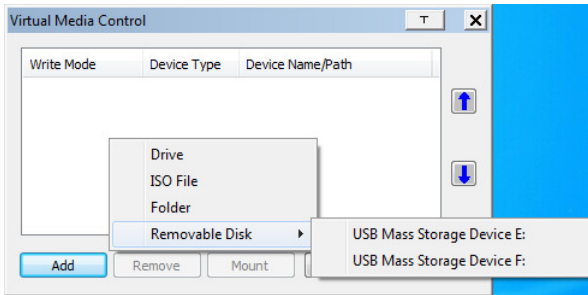 Virtual Media Control
Write Mode Device Type Device Name/Path
Drive
ISO File
Folder
Removable Disk
USB Mass Storage Device E:
USB Mass Storage Device F:
Add Remove Mount